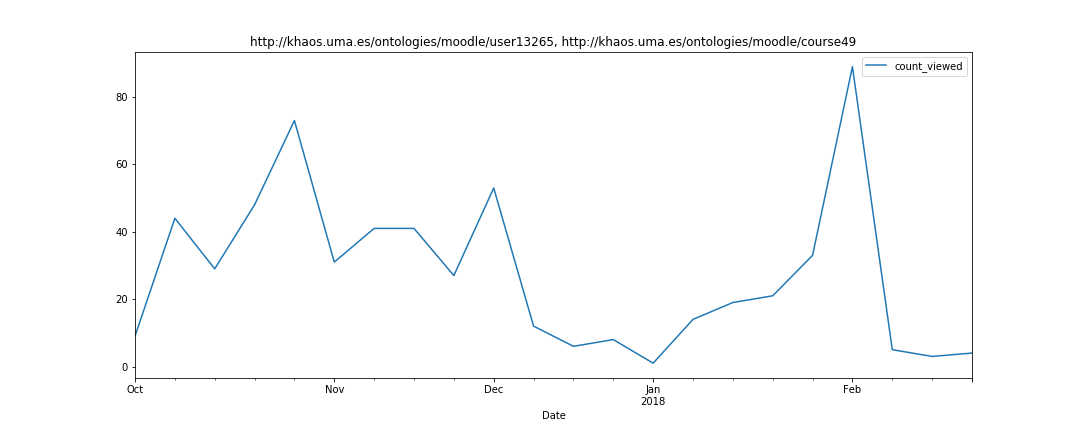 http://khaos.uma.es/ontologies/moodle/user13265, http://khaos.uma.es/ontologies/moodle/course49
count_viewed
80
60
40
20
0
Oct
Nov
Dec
Jan
2018
Feb
Date